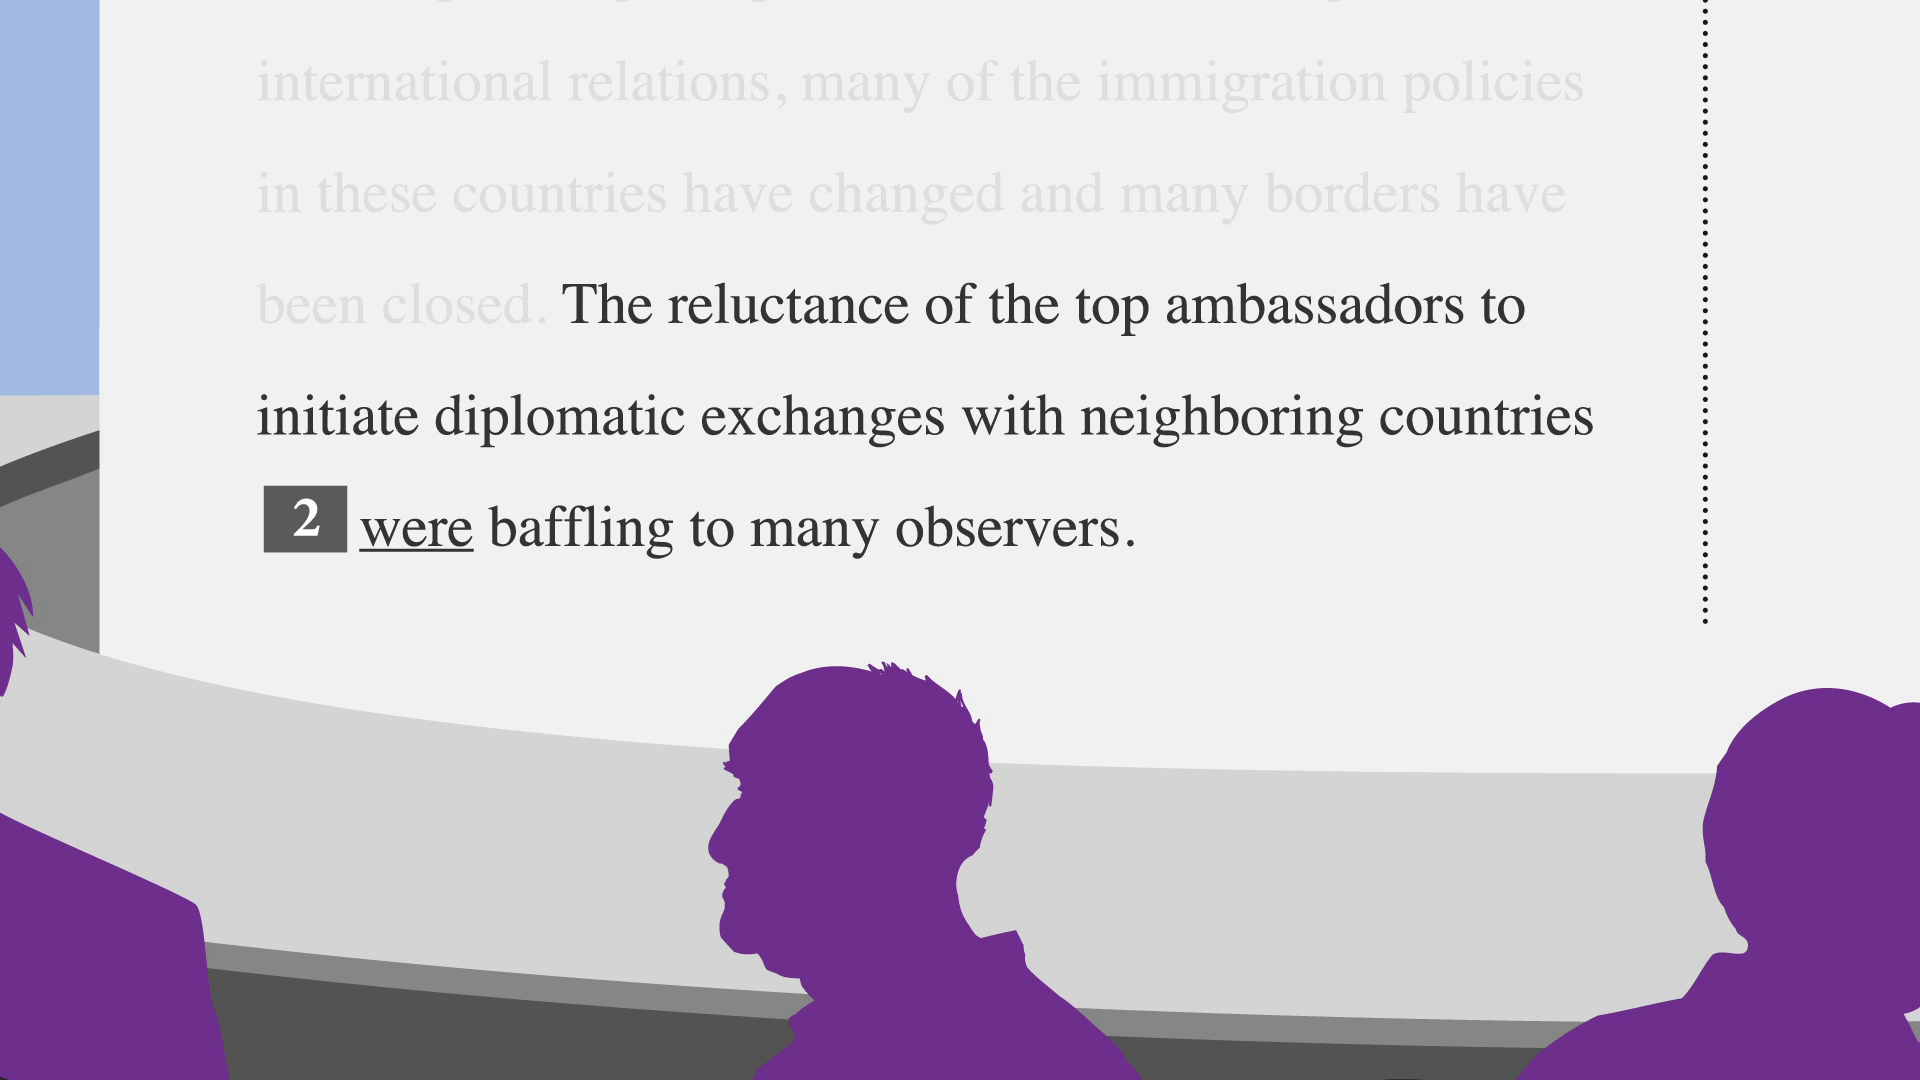 international relations, many of the immigration policies
in these countries have changed and many borders have
been closed. The reluctance of the top ambassadors to
initiate diplomatic exchanges with neighboring countries
2 were baffling to many observers.